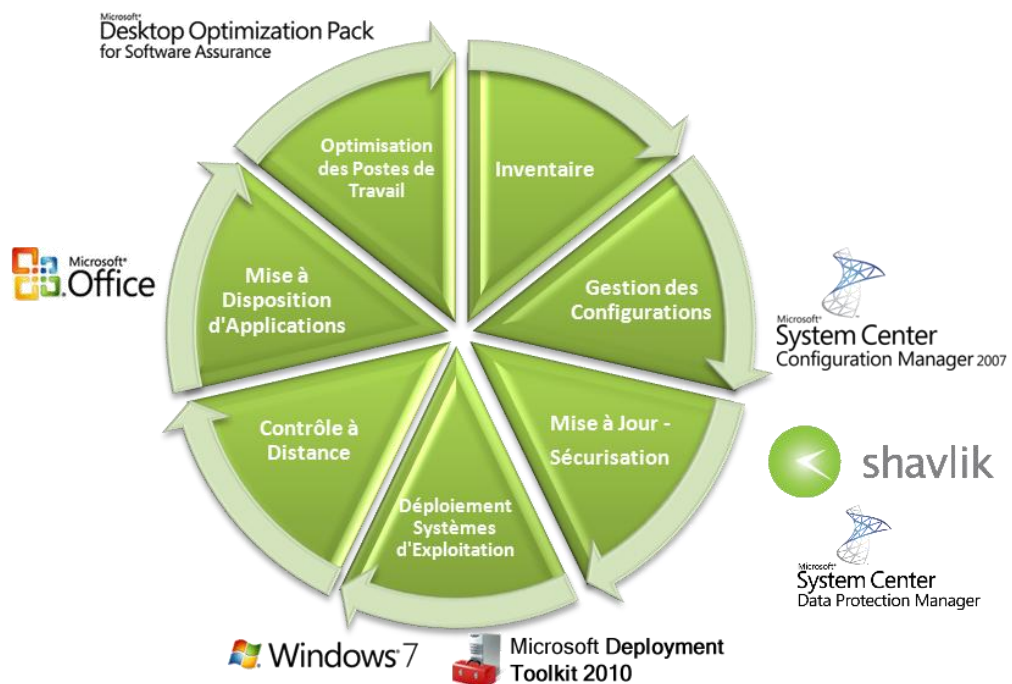 Microsoft®
Desktop Optimization Pack
for Software Assurance
Optimisation
des Postes de
Travail
Inventaire
Microsoft®
Office
Mise à
Disposition
d'Applications
Gestion des
Configurations
Microsoft®
System Center
Configuration Manager 2007
Contrôle à
Distance
Mise à Jour -
Sécurisation
shavlik
Déploiement
Systèmes
d'Exploitation
Microsoft®
System Center
Data Protection Manager
Windows 7
Microsoft Deployment
Toolkit 2010